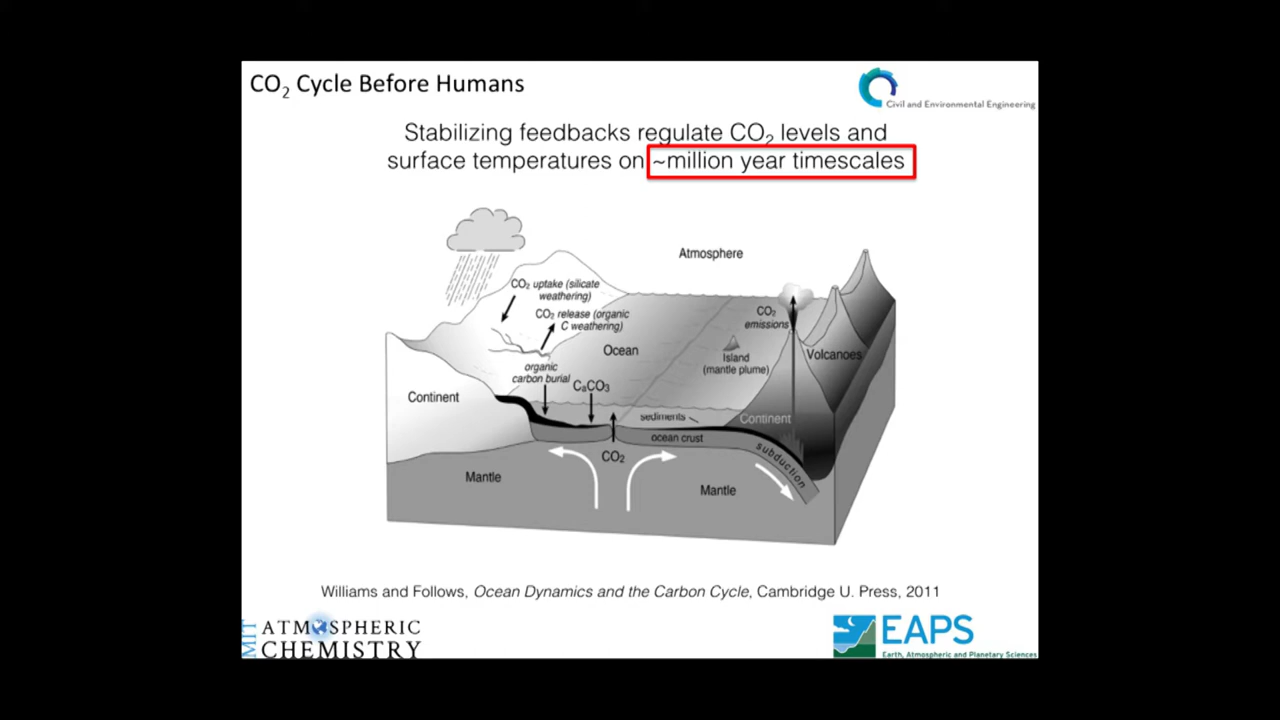 CO₂ Cycle Before Humans
Civil and Environmental Engineering
Stabilizing feedbacks regulate CO₂ levels and
surface temperatures on ~million year timescales
Atmosphere
CO₂ uptake (silicate
weathering)
CO₂ release (organic
C weathering)
CO₂
emissions
Ocean
Island
(mantle plume)
Volcanoes
organic
carbon burial
CaCO₃
Continent
sediments
Continent
ocean crust
subduction
CO₂
Mantle
Mantle
Williams and Follows, Ocean Dynamics and the Carbon Cycle, Cambridge U. Press, 2011
MIT
ATMOSPHERIC
CHEMISTRY
EAPS
Earth, Atmospheric and Planetary Sciences